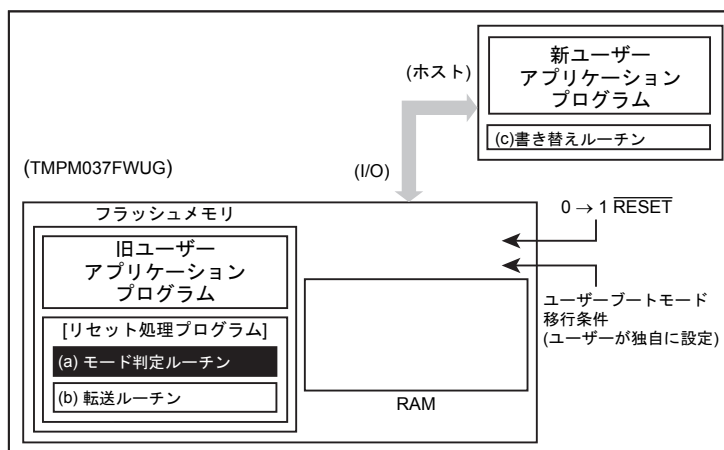 新ユーザー
アプリケーション
プログラム
(c)書き替えルーチン
(ホスト)
(I/O)
(TMPM037FWUG)
フラッシュメモリ
旧ユーザー
アプリケーション
プログラム
[リセット処理プログラム]
(a) モード判定ルーチン
(b) 転送ルーチン
RAM
0 → 1 RESET
ユーザーブートモード
移行条件
(ユーザーが独自に設定)